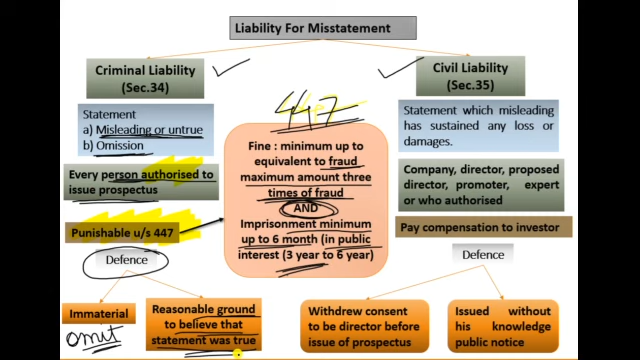 Liability For Misstatement
Criminal Liability
(Sec.34)
Statement
a) Misleading or untrue
b) Omission
Every person authorised to
issue prospectus
Punishable u/s 447
Defence
Immaterial
omit
Reasonable ground
to believe that
statement was true
447
Fine : minimum up to
equivalent to fraud
maximum amount three
times of fraud
AND
Imprisonment minimum
up to 6 month (in public
interest (3 year to 6 year)
Civil Liability
(Sec.35)
Statement which misleading
has sustained any loss or
damages.
Company, director, proposed
director, promoter, expert
or who authorised
Pay compensation to investor
Defence
Withdrew consent
to be director before
issue of prospectus
Issued without
his knowledge
public notice